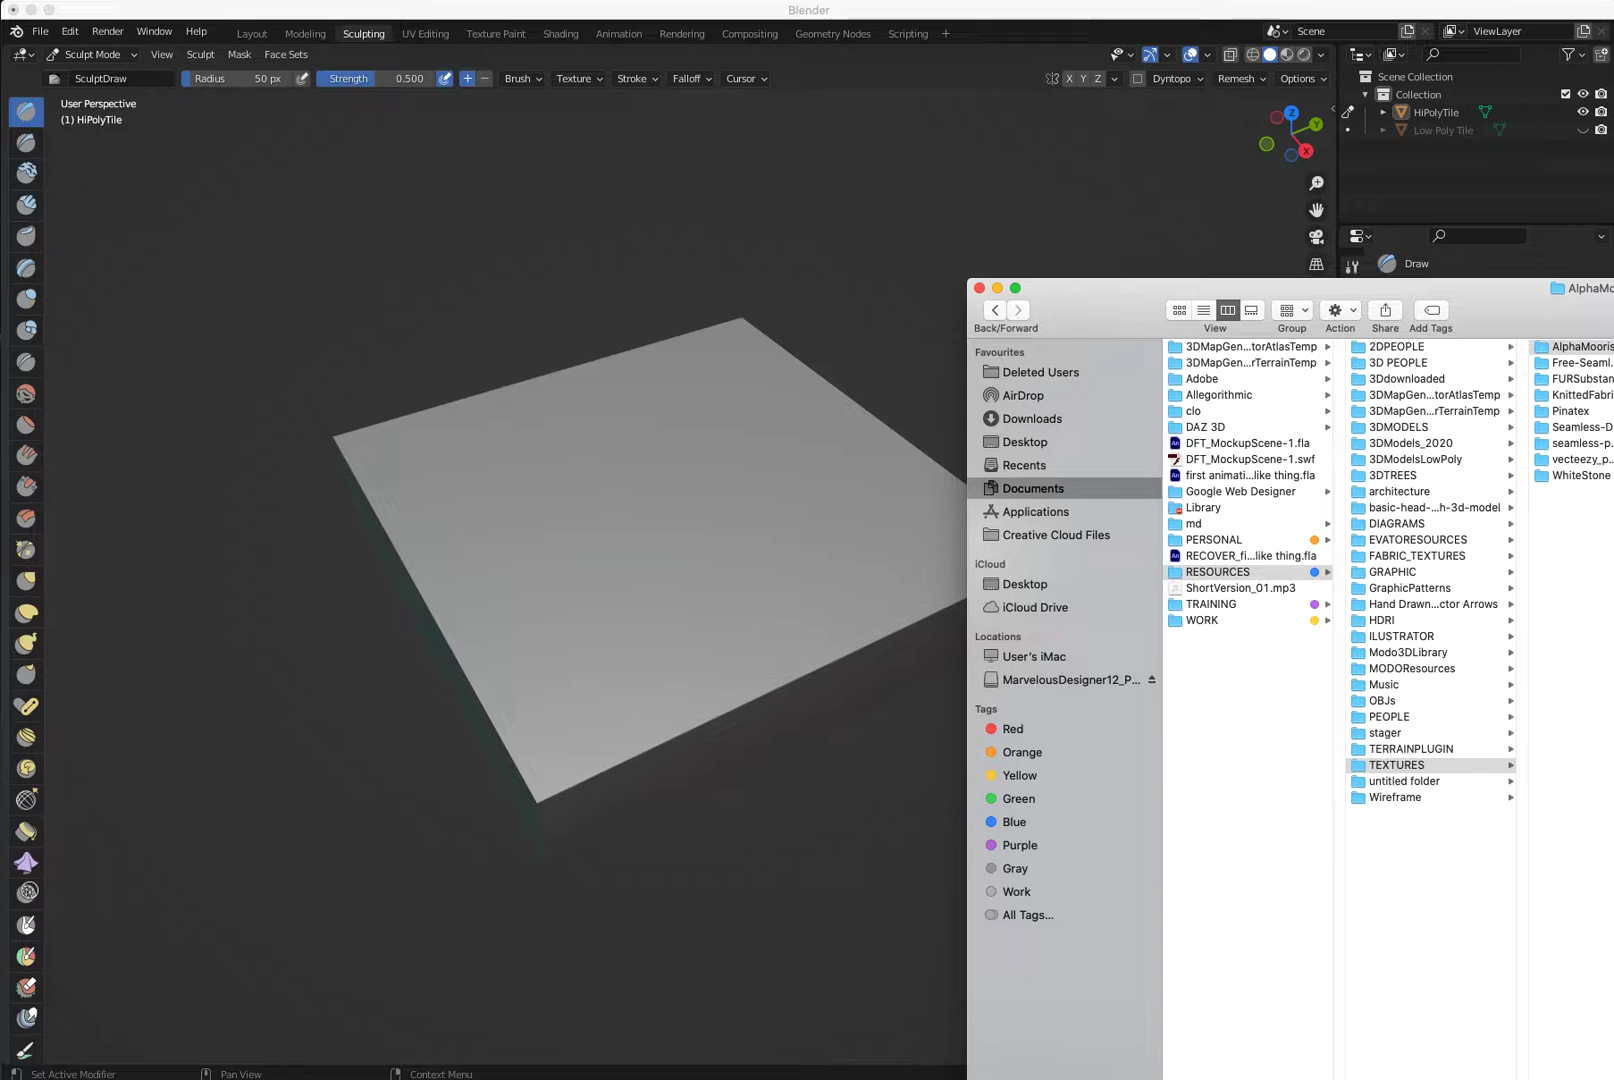 Blender
File Edit Render Window Help
Layout Modeling Sculpting UV Editing Texture Paint Shading Animation Rendering Compositing Geometry Nodes Scripting +
Scene
ViewLayer
Sculpt Mode View Sculpt Mask Face Sets
SculptDraw Radius 50 px Strength 0.500 Brush Texture Stroke Falloff Cursor X Y Z Dyntopo Remesh Options
Scene Collection
Collection
HiPolyTile
Low Poly Tile
User Perspective
(1) HiPolyTile
Z
Y
X
Draw
AlphaMo
Back/Forward View Group Action Share Add Tags
Favourites
Deleted Users
AirDrop
Downloads
Desktop
Recents
Documents
Applications
Creative Cloud Files
iCloud
Desktop
iCloud Drive
Locations
User's iMac
MarvelousDesigner12_P...
Tags
Red
Orange
Yellow
Green
Blue
Purple
Gray
Work
All Tags...
3DMapGen...torAtlasTemp
3DMapGen...rTerrainTemp
Adobe
Allegorithmic
clo
DAZ 3D
DFT_MockupScene-1.fla
DFT_MockupScene-1.swf
first animati...like thing.fla
Google Web Designer
Library
md
PERSONAL
RECOVER_fi...like thing.fla
RESOURCES
ShortVersion_01.mp3
TRAINING
WORK
2DPEOPLE
3D PEOPLE
3Ddownloaded
3DMapGen...torAtlasTemp
3DMapGen...rTerrainTemp
3DMODELS
3DModels_2020
3DModelsLowPoly
3DTREES
architecture
basic-head-...h-3d-model
DIAGRAMS
EVATORESOURCES
FABRIC_TEXTURES
GRAPHIC
GraphicPatterns
Hand Drawn...ctor Arrows
HDRI
ILUSTRATOR
Modo3DLibrary
MODOResources
Music
OBJs
PEOPLE
stager
TERRAINPLUGIN
TEXTURES
untitled folder
Wireframe
AlphaMooris
Free-Seaml
FURSubstan
KnittedFabri
Pinatex
Seamless-D
seamless-p
vecteezy_p
WhiteStone
Set Active Modifier Pan View Context Menu